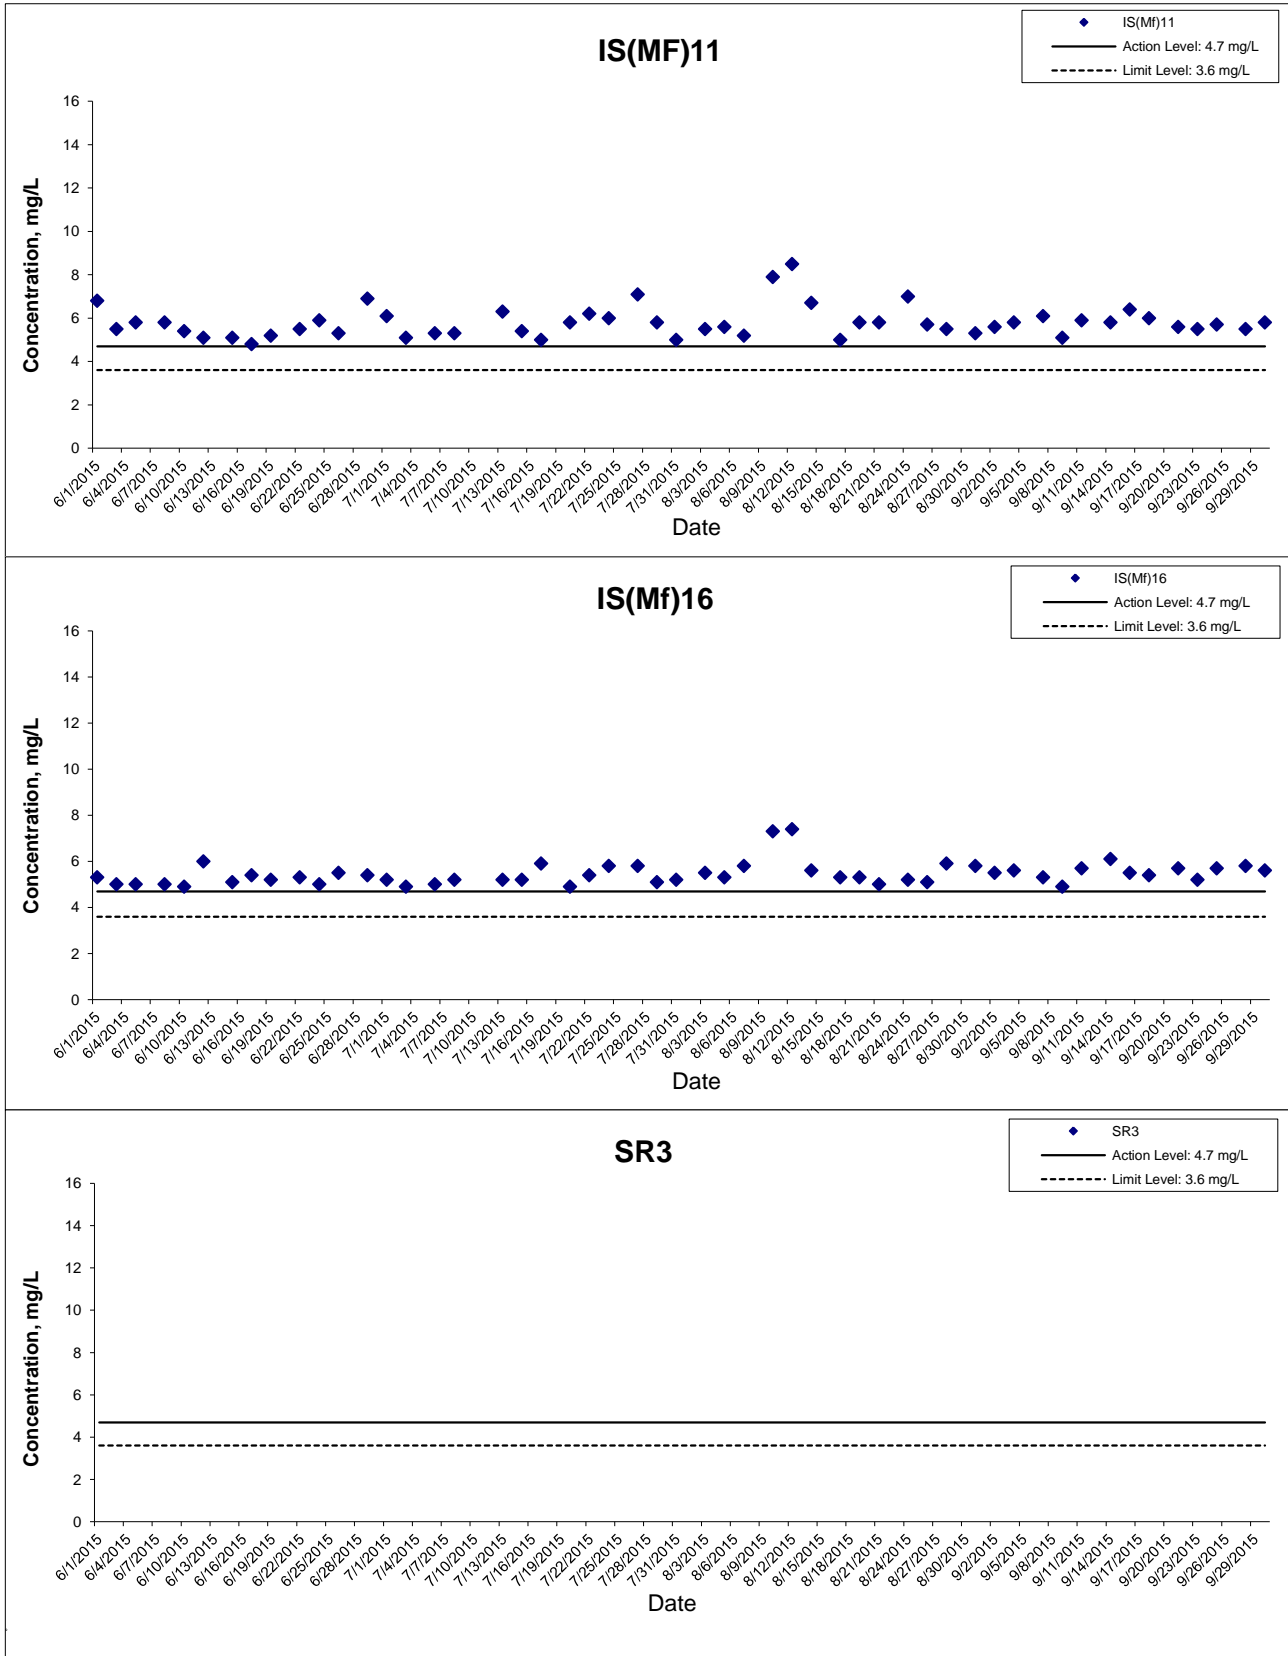 IS(MF)11
IS(Mf)11
Action Level: 4.7 mg/L
Limit Level: 3.6 mg/L
Concentration, mg/L
16
14
12
10
8
6
4
2
0
6/1/2015 6/4/2015 6/7/2015 6/10/2015 6/13/2015 6/16/2015 6/19/2015 6/22/2015 6/25/2015 6/28/2015 7/1/2015 7/4/2015 7/7/2015 7/10/2015 7/13/2015 7/16/2015 7/19/2015 7/22/2015 7/25/2015 7/28/2015 7/31/2015 8/3/2015 8/6/2015 8/9/2015 8/12/2015 8/15/2015 8/18/2015 8/21/2015 8/24/2015 8/27/2015 8/30/2015 9/2/2015 9/5/2015 9/8/2015 9/11/2015 9/14/2015 9/17/2015 9/20/2015 9/23/2015 9/26/2015 9/29/2015
Date
IS(Mf)16
IS(Mf)16
Action Level: 4.7 mg/L
Limit Level: 3.6 mg/L
Concentration, mg/L
16
14
12
10
8
6
4
2
0
6/1/2015 6/4/2015 6/7/2015 6/10/2015 6/13/2015 6/16/2015 6/19/2015 6/22/2015 6/25/2015 6/28/2015 7/1/2015 7/4/2015 7/7/2015 7/10/2015 7/13/2015 7/16/2015 7/19/2015 7/22/2015 7/25/2015 7/28/2015 7/31/2015 8/3/2015 8/6/2015 8/9/2015 8/12/2015 8/15/2015 8/18/2015 8/21/2015 8/24/2015 8/27/2015 8/30/2015 9/2/2015 9/5/2015 9/8/2015 9/11/2015 9/14/2015 9/17/2015 9/20/2015 9/23/2015 9/26/2015 9/29/2015
Date
SR3
SR3
Action Level: 4.7 mg/L
Limit Level: 3.6 mg/L
Concentration, mg/L
16
14
12
10
8
6
4
2
0
6/1/2015 6/4/2015 6/7/2015 6/10/2015 6/13/2015 6/16/2015 6/19/2015 6/22/2015 6/25/2015 6/28/2015 7/1/2015 7/4/2015 7/7/2015 7/10/2015 7/13/2015 7/16/2015 7/19/2015 7/22/2015 7/25/2015 7/28/2015 7/31/2015 8/3/2015 8/6/2015 8/9/2015 8/12/2015 8/15/2015 8/18/2015 8/21/2015 8/24/2015 8/27/2015 8/30/2015 9/2/2015 9/5/2015 9/8/2015 9/11/2015 9/14/2015 9/17/2015 9/20/2015 9/23/2015 9/26/2015 9/29/2015
Date